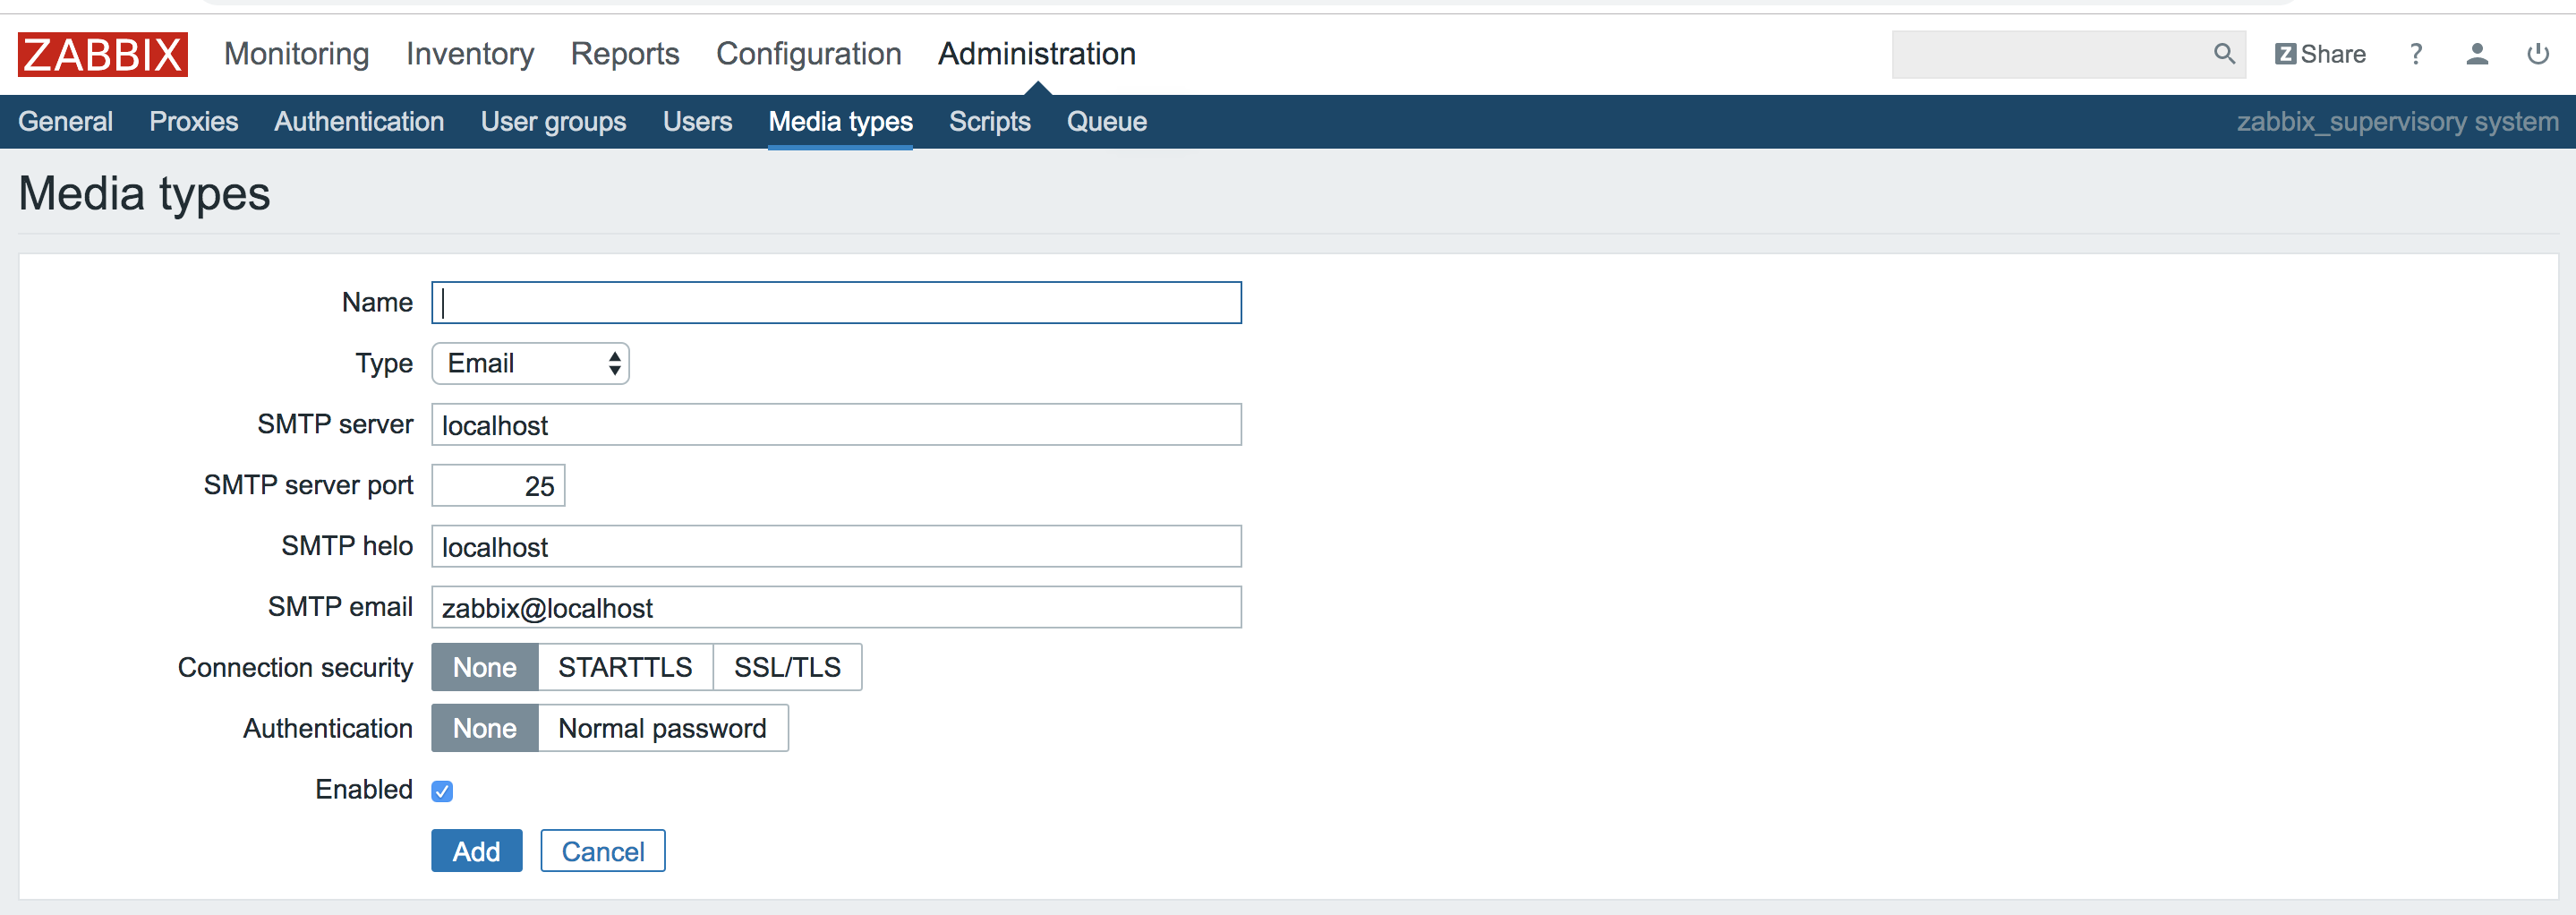 ZABBIX Monitoring Inventory Reports Configuration Administration Z Share ?
General Proxies Authentication User groups Users Media types Scripts Queue zabbix_supervisory system
Media types
Name
Type Email
SMTP server localhost
SMTP server port 25
SMTP helo localhost
SMTP email zabbix@localhost
Connection security None STARTTLS SSL/TLS
Authentication None Normal password
Enabled
Add Cancel